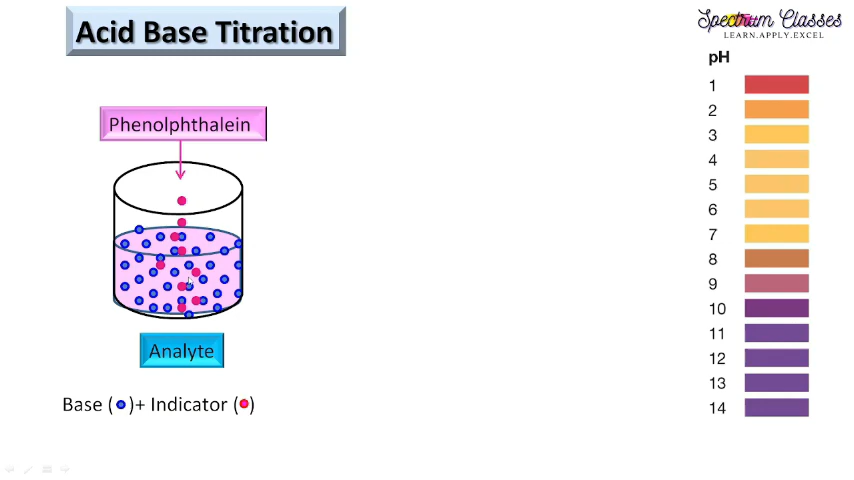 Acid Base Titration
Spectrum Classes
LEARN.APPLY.EXCEL
pH
Phenolphthalein
1
2
3
4
5
6
7
8
9
10
11
12
13
14
Analyte
Base ( )+ Indicator ( )